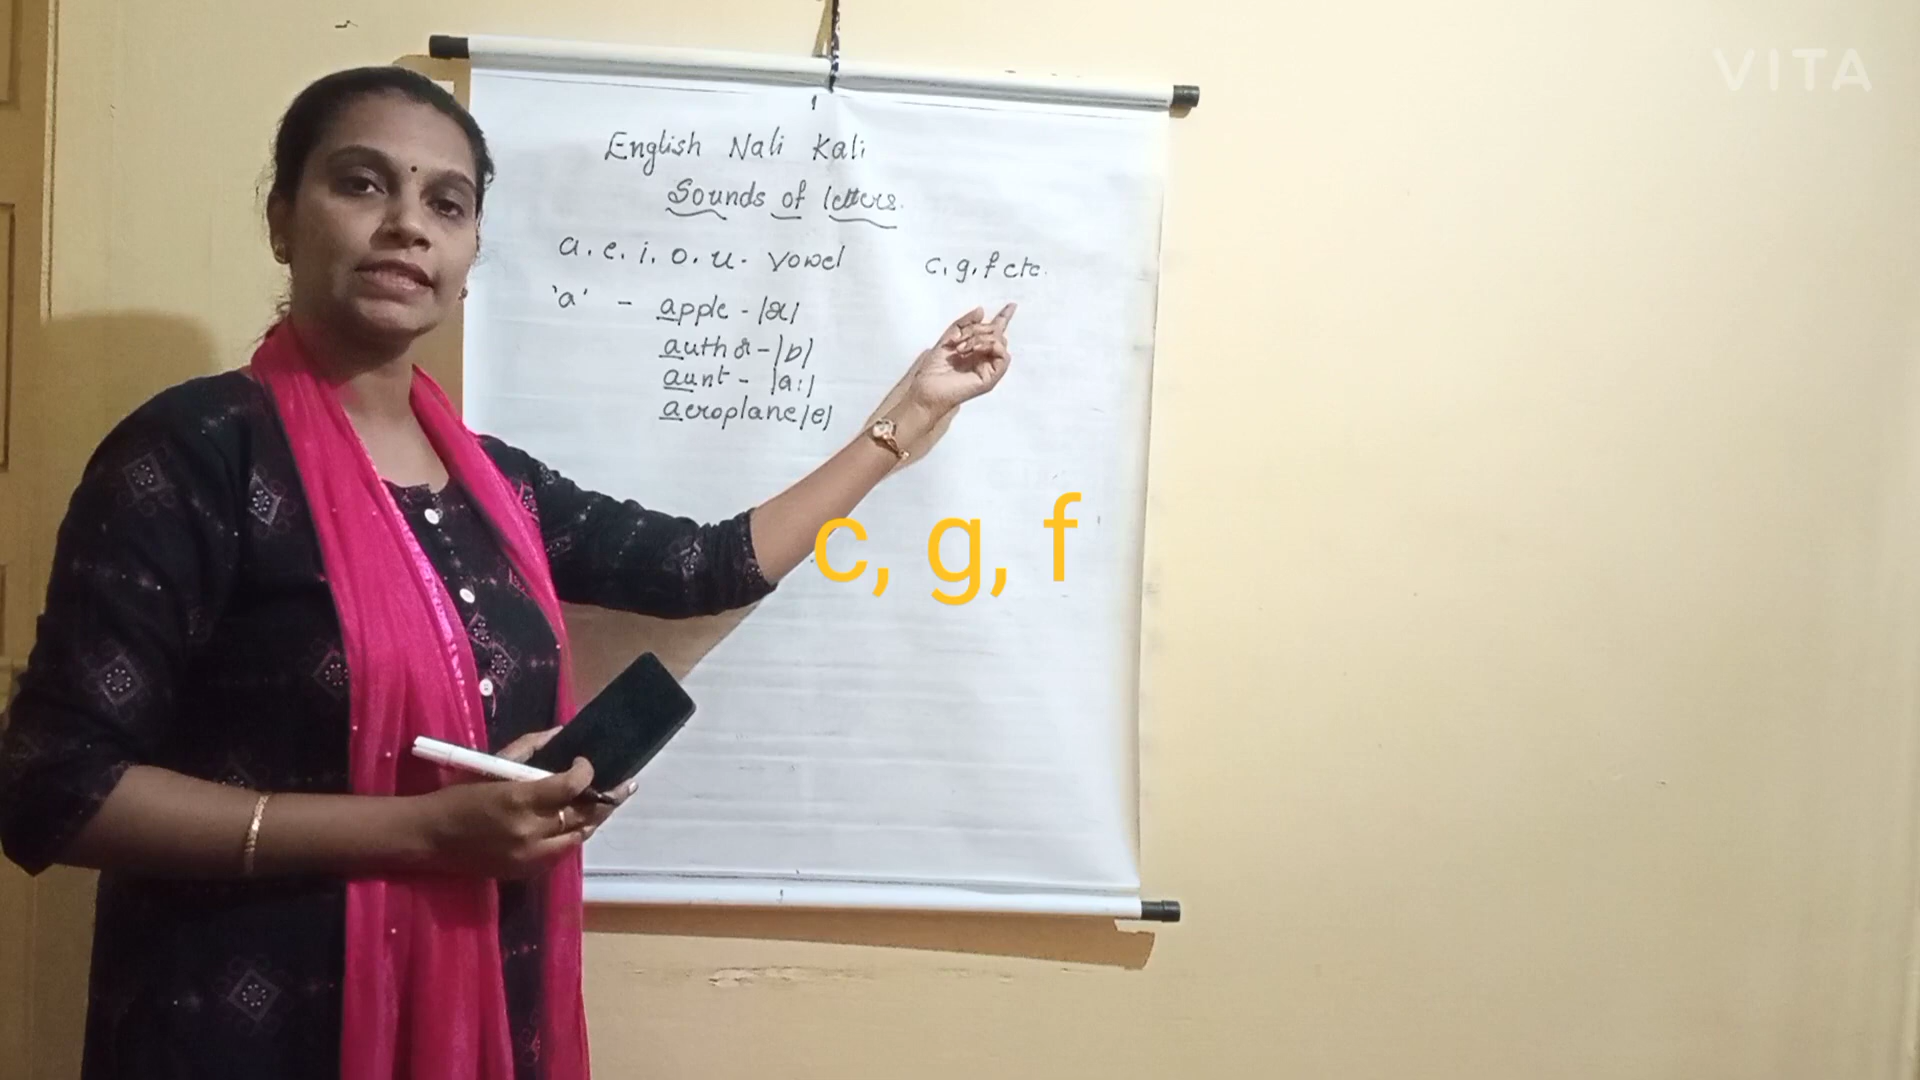 English Nali Kali
Sounds of letters.
a. e. i. o. u. vowel
c, g, f etc.
'a' - apple - |æ|
author - |ɒ|
aunt - |a:|
aeroplane |e|
c, g, f
VITA